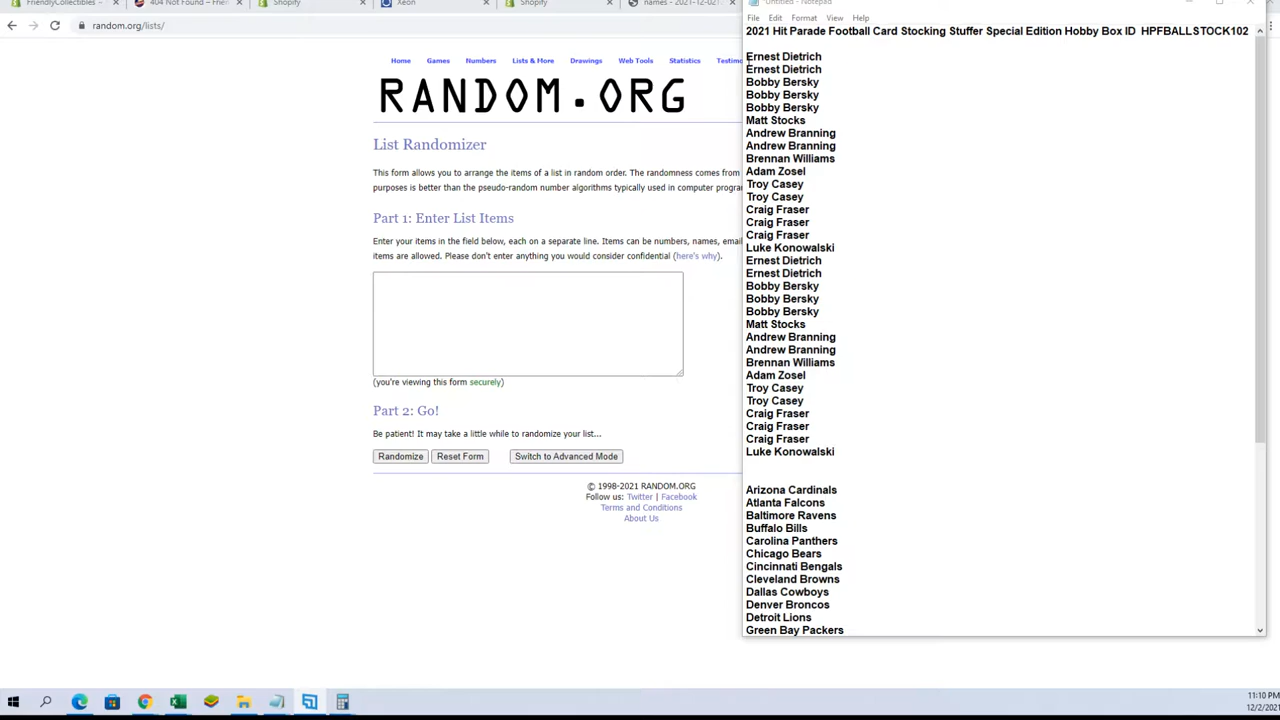 FriendlyCollectibles
404 Not Found
Shopify
Xeon
Shopify
names - 2021-12-02T
random.org/lists/
Home Games Numbers Lists & More Drawings Web Tools Statistics
RANDOM.ORG
List Randomizer
This form allows you to arrange the items of a list in random order. The randomness comes from
purposes is better than the pseudo-random number algorithms typically used in computer
Part 1: Enter List Items
Enter your items in the field below, each on a separate line. Items can be numbers, names,
items are allowed. Please don't enter anything you would consider confidential (here's why).
(you're viewing this form securely)
Part 2: Go!
Be patient! It may take a little while to randomize your list...
Randomize Reset Form Switch to Advanced Mode
© 1998-2021 RANDOM.ORG
Follow us: Twitter | Facebook
Terms and Conditions
About Us
*Untitled - Notepad
File Edit Format View Help
2021 Hit Parade Football Card Stocking Stuffer Special Edition Hobby Box ID HPFBALLSTOCK102
Ernest Dietrich
Ernest Dietrich
Bobby Bersky
Bobby Bersky
Bobby Bersky
Matt Stocks
Andrew Branning
Andrew Branning
Brennan Williams
Adam Zosel
Troy Casey
Troy Casey
Craig Fraser
Craig Fraser
Craig Fraser
Luke Konowalski
Ernest Dietrich
Ernest Dietrich
Bobby Bersky
Bobby Bersky
Bobby Bersky
Matt Stocks
Andrew Branning
Andrew Branning
Brennan Williams
Adam Zosel
Troy Casey
Troy Casey
Craig Fraser
Craig Fraser
Craig Fraser
Luke Konowalski
Arizona Cardinals
Atlanta Falcons
Baltimore Ravens
Buffalo Bills
Carolina Panthers
Chicago Bears
Cincinnati Bengals
Cleveland Browns
Dallas Cowboys
Denver Broncos
Detroit Lions
Green Bay Packers
11:10 PM
12/2/2021